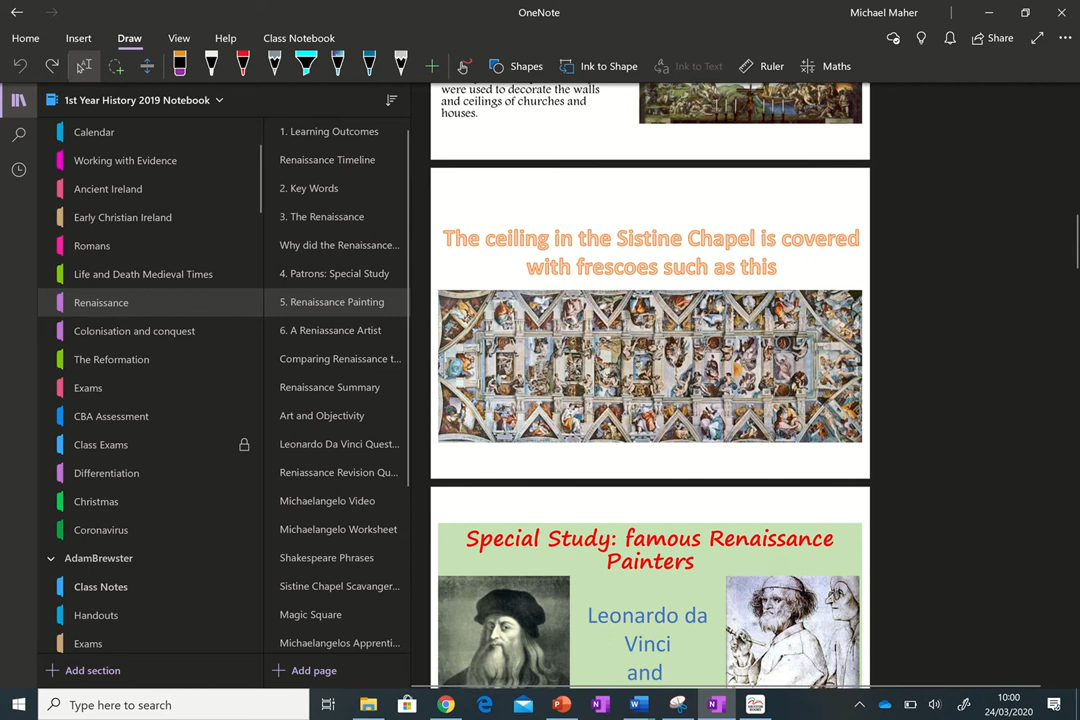 OneNote
Michael Maher
Home
Insert
Draw
View
Help
Class Notebook
Share
Shapes
Ink to Shape
Ink to Text
Ruler
Maths
1st Year History 2019 Notebook
Calendar
Working with Evidence
Ancient Ireland
Early Christian Ireland
Romans
Life and Death Medieval Times
Renaissance
Colonisation and conquest
The Reformation
Exams
CBA Assessment
Class Exams
Differentiation
Christmas
Coronavirus
AdamBrewster
Class Notes
Handouts
Exams
Add section
1. Learning Outcomes
Renaissance Timeline
2. Key Words
3. The Renaissance
Why did the Renaissance...
4. Patrons: Special Study
5. Renaissance Painting
6. A Reniassance Artist
Comparing Renaissance t...
Renaissance Summary
Art and Objectivity
Leonardo Da Vinci Quest...
Reniassance Revision Qu...
Michaelangelo Video
Michaelangelo Worksheet
Shakespeare Phrases
Sistine Chapel Scavanger...
Magic Square
Michaelangelos Apprenti...
Add page
were used to decorate the walls
and ceilings of churches and
houses.
The ceiling in the Sistine Chapel is covered
with frescoes such as this
Special Study: famous Renaissance
Painters
Leonardo da
Vinci
and
Type here to search
10:00
24/03/2020